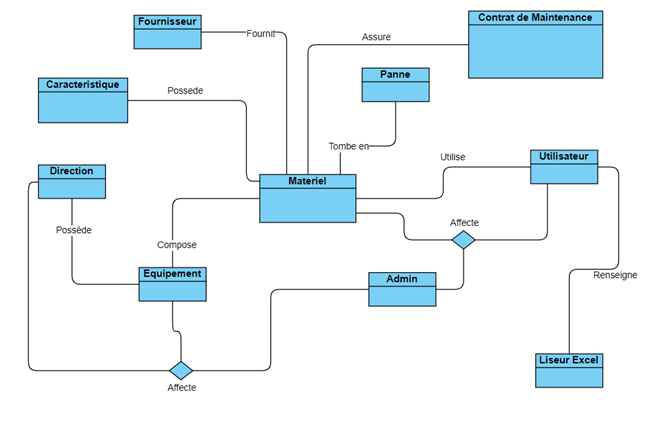 Fournisseur
Contrat de Maintenance
Fournit
Assure
Panne
Caracteristique
Possede
Tombe en
Utilise
Utilisateur
Direction
Materiel
Affecte
Possède
Compose
Equipement
Admin
Renseigne
Liseur Excel
Affecte